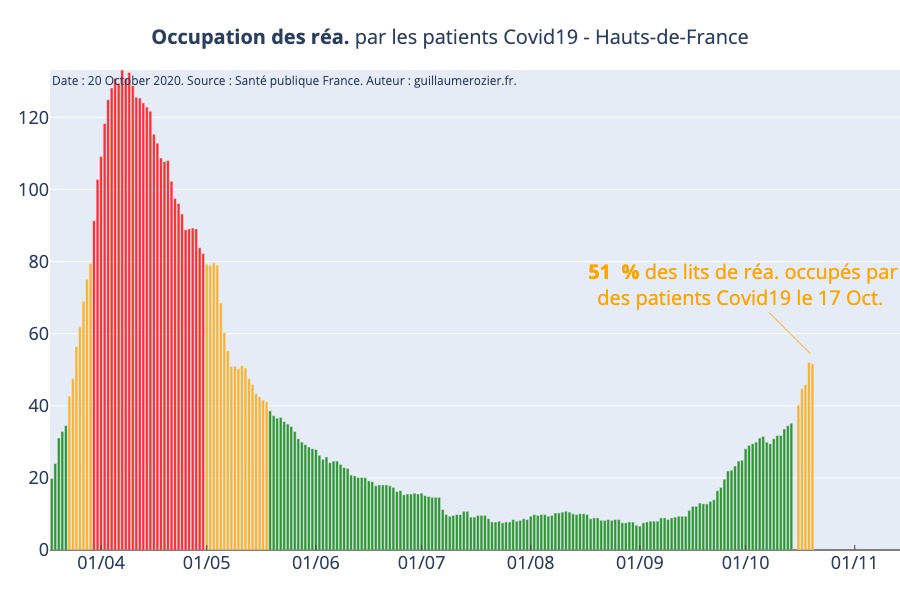 Occupation des réa. par les patients Covid19 - Hauts-de-France
Date : 20 October 2020. Source : Santé publique France. Auteur : guillaumerozier.fr.
120
100
80
60
40
20
0
51 % des lits de réa. occupés par
des patients Covid19 le 17 Oct.
01/04 01/05 01/06 01/07 01/08 01/09 01/10 01/11